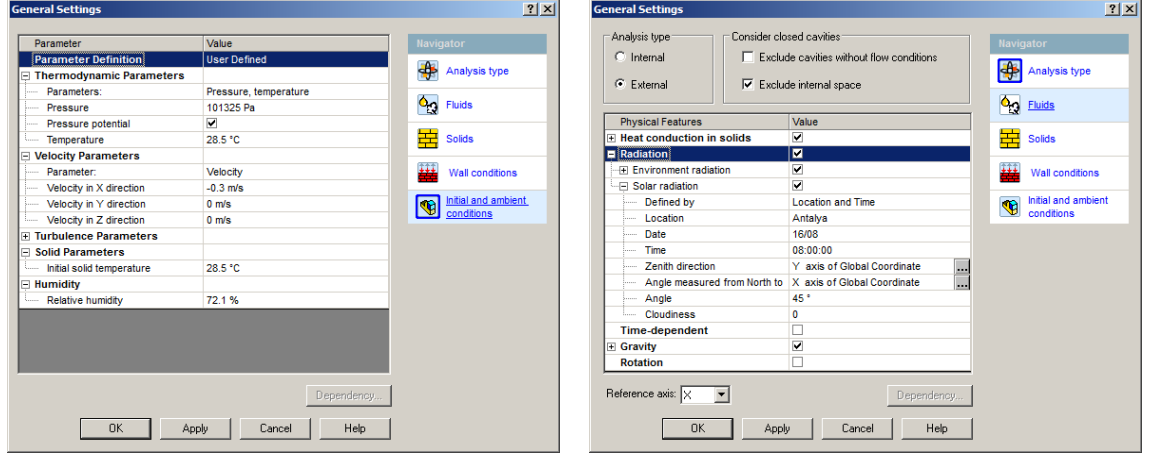 General Settings
Parameter Value
Parameter Definition User Defined
Thermodynamic Parameters
Parameters: Pressure, temperature
Pressure 101325 Pa
Pressure potential
Temperature 28.5 °C
Velocity Parameters
Parameter: Velocity
Velocity in X direction -0.3 m/s
Velocity in Y direction 0 m/s
Velocity in Z direction 0 m/s
Turbulence Parameters
Solid Parameters
Initial solid temperature 28.5 °C
Humidity
Relative humidity 72.1 %
Navigator
Analysis type
Fluids
Solids
Wall conditions
Initial and ambient
conditions
Dependency...
OK Apply Cancel Help
General Settings
Analysis type
Internal
External
Consider closed cavities
Exclude cavities without flow conditions
Exclude internal space
Physical Features Value
Heat conduction in solids
Radiation
Environment radiation
Solar radiation
Defined by Location and Time
Location Antalya
Date 16/08
Time 08:00:00
Zenith direction Y axis of Global Coordinate ...
Angle measured from North to X axis of Global Coordinate ...
Angle 45 °
Cloudiness 0
Time-dependent
Gravity
Rotation
Navigator
Analysis type
Fluids
Solids
Wall conditions
Initial and ambient
conditions
Reference axis: X
Dependency...
OK Apply Cancel Help